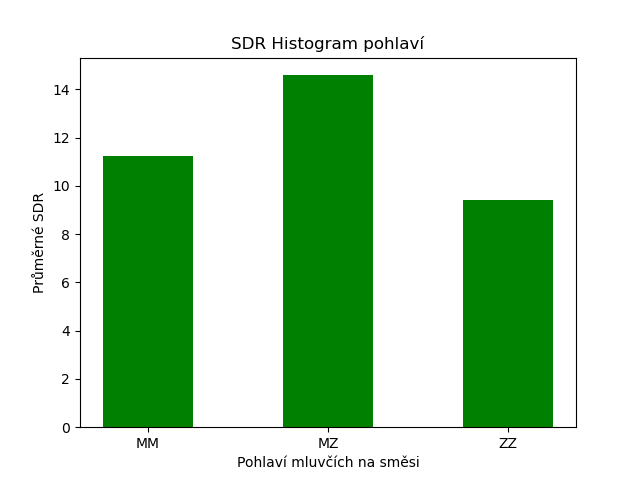 SDR Histogram pohlaví
Průměrné SDR
14
12
10
8
6
4
2
0
MM
MZ
ZZ
Pohlaví mluvčích na směsi